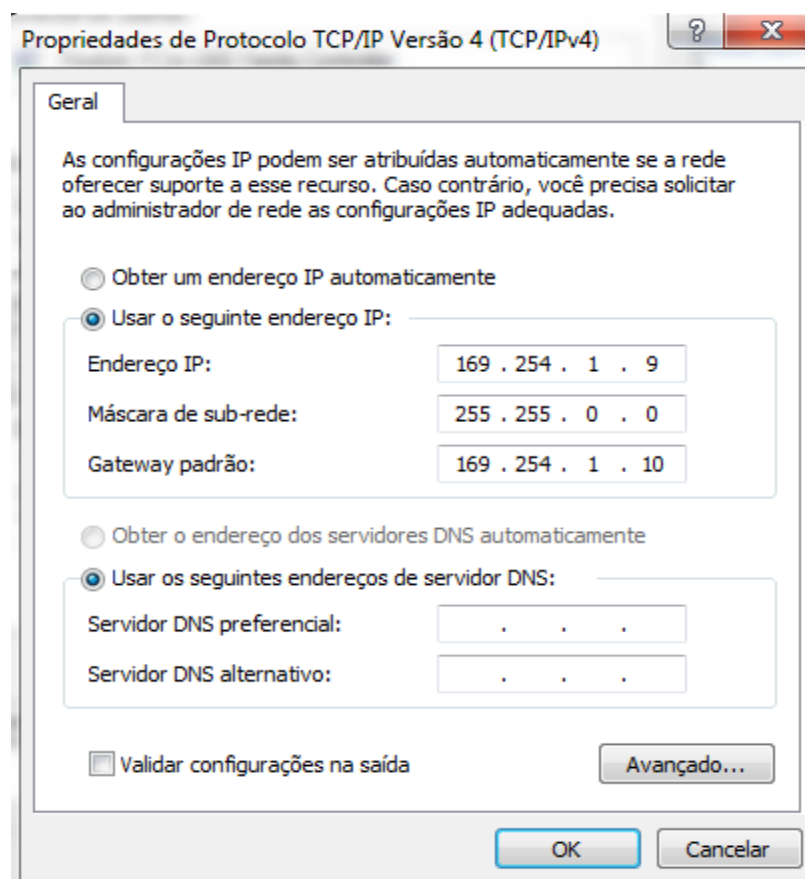 Propriedades de Protocolo TCP/IP Versão 4 (TCP/IPv4)
Geral
As configurações IP podem ser atribuídas automaticamente se a rede
oferecer suporte a esse recurso. Caso contrário, você precisa solicitar
ao administrador de rede as configurações IP adequadas.
Obter um endereço IP automaticamente
Usar o seguinte endereço IP:
Endereço IP: 169 . 254 . 1 . 9
Máscara de sub-rede: 255 . 255 . 0 . 0
Gateway padrão: 169 . 254 . 1 . 10
Obter o endereço dos servidores DNS automaticamente
Usar os seguintes endereços de servidor DNS:
Servidor DNS preferencial: . . .
Servidor DNS alternativo: . . .
Validar configurações na saída Avançado...
OK Cancelar